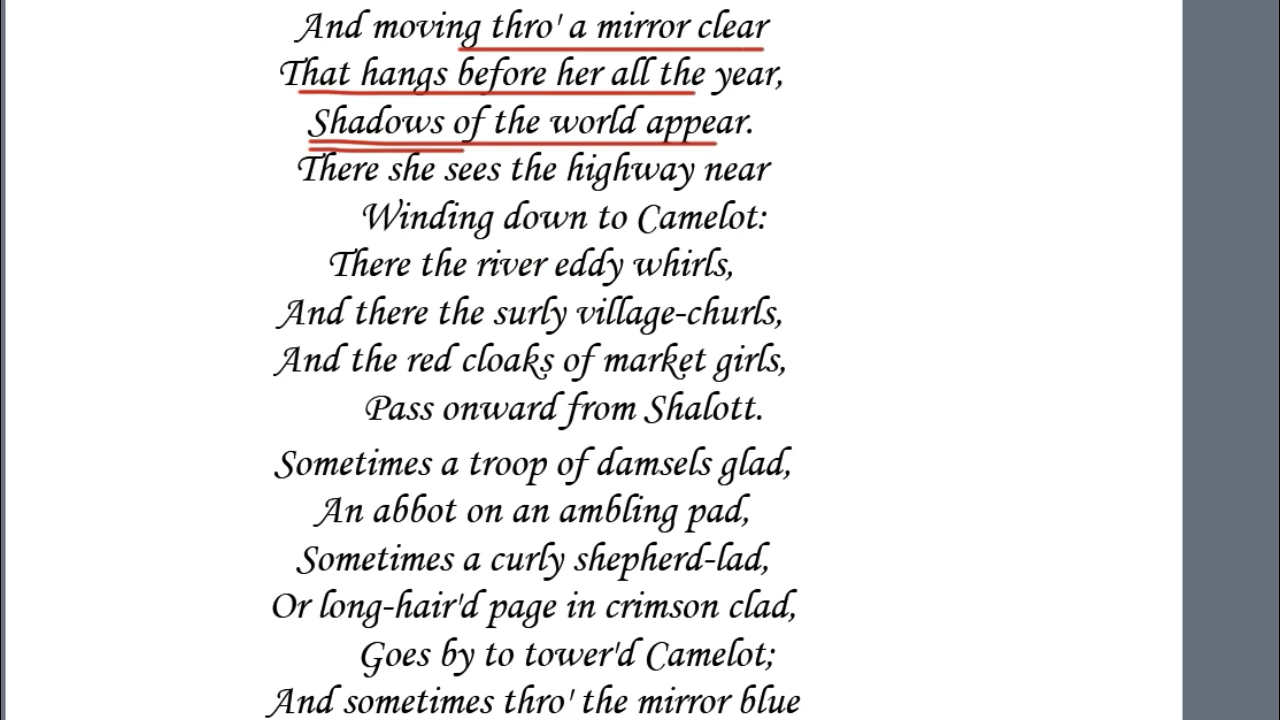 And moving thro' a mirror clear
That hangs before her all the year,
Shadows of the world appear.
There she sees the highway near
Winding down to Camelot:
There the river eddy whirls,
And there the surly village-churls,
And the red cloaks of market girls,
Pass onward from Shalott.
Sometimes a troop of damsels glad,
An abbot on an ambling pad,
Sometimes a curly shepherd-lad,
Or long-hair'd page in crimson clad,
Goes by to tower'd Camelot;
And sometimes thro' the mirror blue